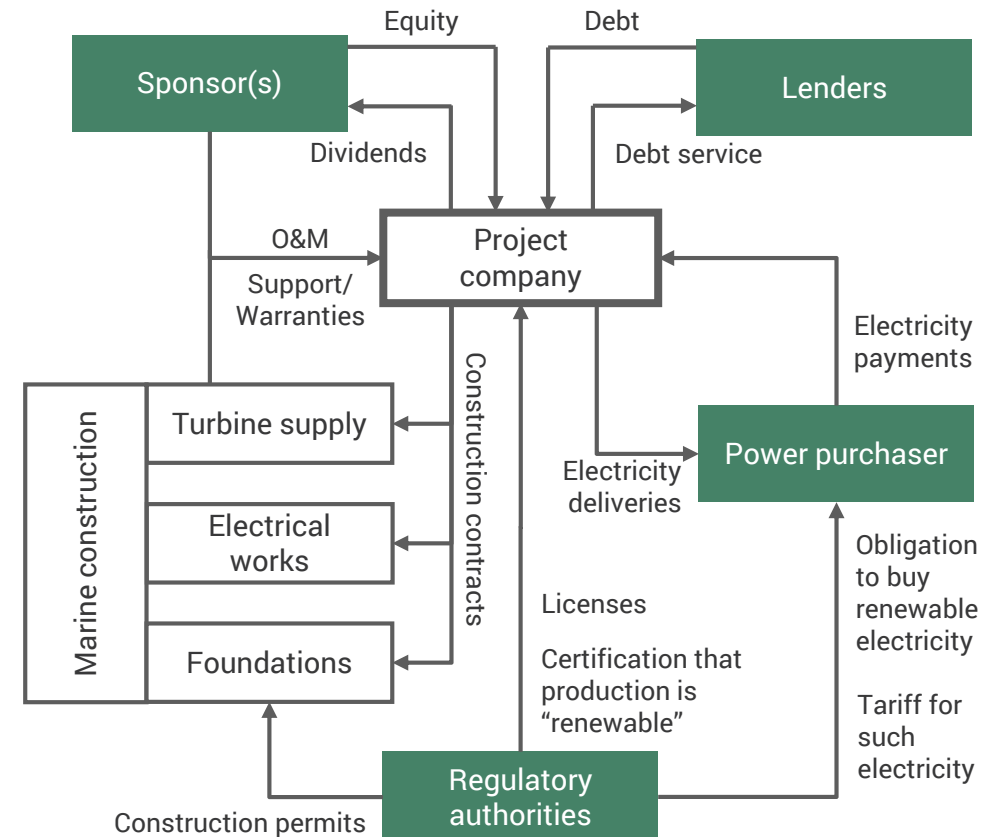 Equity
Debt
Sponsor(s)
Lenders
Dividends
Debt service
O&M
Support/
Warranties
Project
company
Electricity
payments
Marine construction
Turbine supply
Construction contracts
Power purchaser
Electricity
deliveries
Electrical
works
Obligation
to buy
renewable
electricity
Licenses
Foundations
Certification that
production is
“renewable”
Tariff for
such
electricity
Regulatory
authorities
Construction permits